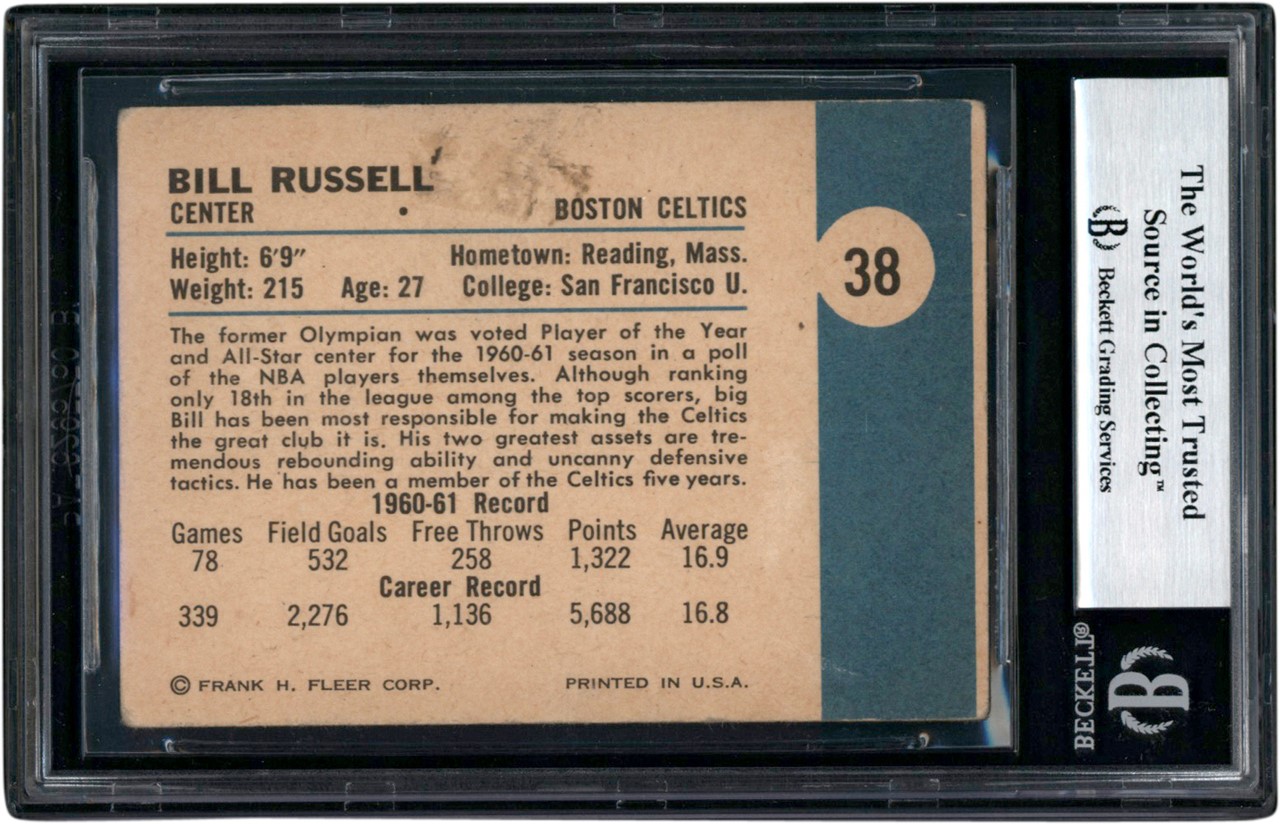 BILL RUSSELL
CENTER • BOSTON CELTICS
Height: 6'9" Hometown: Reading, Mass.
Weight: 215 Age: 27 College: San Francisco U.
38
The former Olympian was voted Player of the Year
and All-Star center for the 1960-61 season in a poll
of the NBA players themselves. Although ranking
only 18th in the league among the top scorers, big
Bill has been most responsible for making the Celtics
the great club it is. His two greatest assets are tre-
mendous rebounding ability and uncanny defensive
tactics. He has been a member of the Celtics five years.
1960-61 Record
Games Field Goals Free Throws Points Average
78 532 258 1,322 16.9
Career Record
339 2,276 1,136 5,688 16.8
© FRANK H. FLEER CORP. PRINTED IN U.S.A.
The World's Most Trusted
Source in Collecting™
B Beckett Grading Services
BECKETT®
B